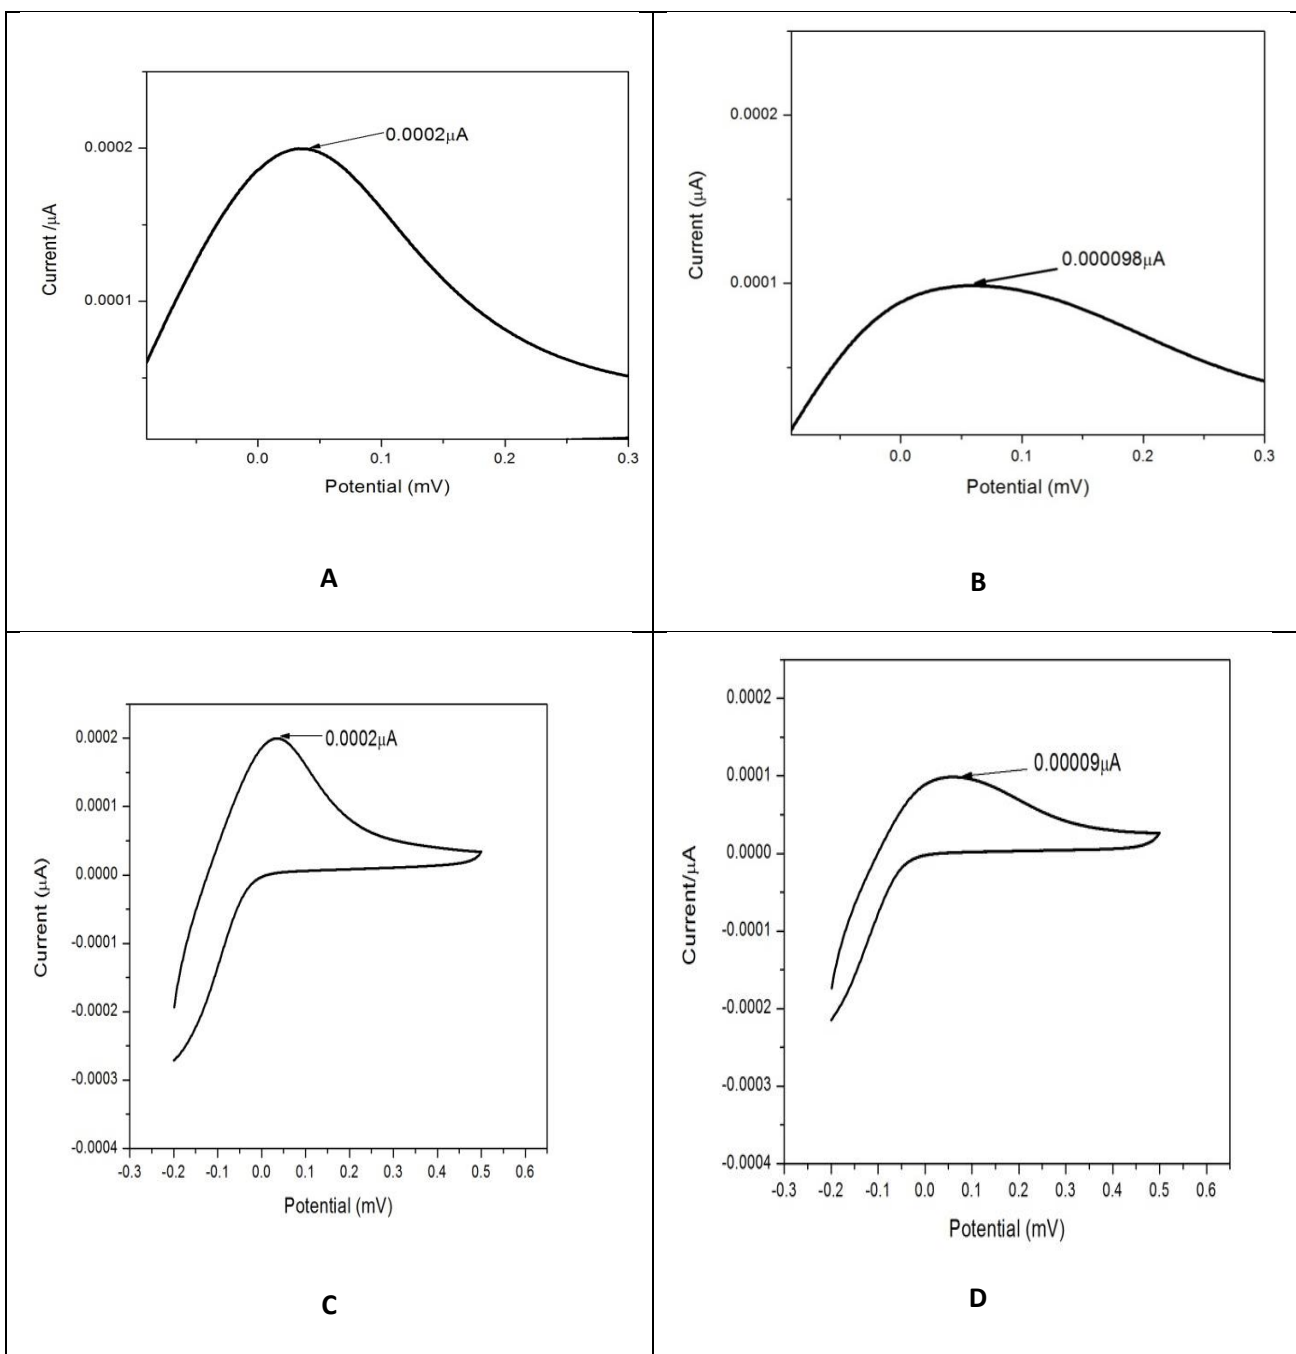 0.0002μA
0.0002
0.0001
Current /μA
0.0
0.1
0.2
0.3
Potential (mV)
A
0.0002
0.0001
0.000098μA
Current (μA)
0.0
0.1
0.2
0.3
Potential (mV)
B
0.0002
0.0001
0.0000
-0.0001
-0.0002
-0.0003
-0.0004
0.0002μA
Current (μA)
-0.3 -0.2 -0.1 0.0 0.1 0.2 0.3 0.4 0.5 0.6
Potential (mV)
C
0.0002
0.0001
0.0000
-0.0001
-0.0002
-0.0003
-0.0004
0.00009μA
Current/μA
-0.3 -0.2 -0.1 0.0 0.1 0.2 0.3 0.4 0.5 0.6
Potential (mV)
D